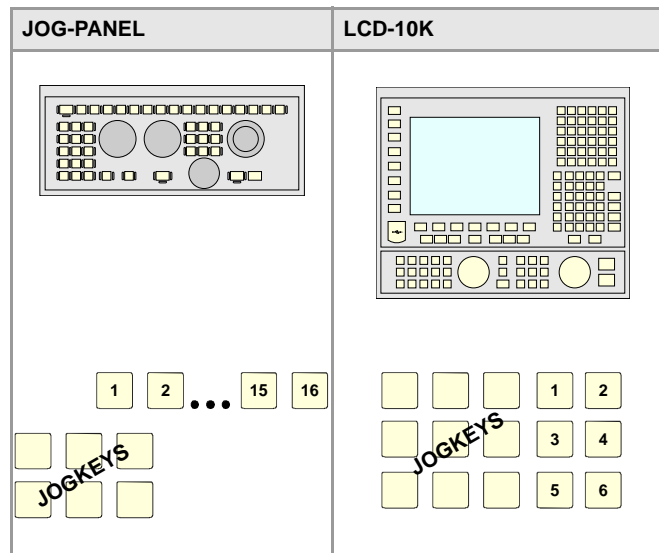 JOG-PANEL
LCD-10K
1 2 ... 15 16
JOGKEYS
1 2
3 4
5 6
JOGKEYS